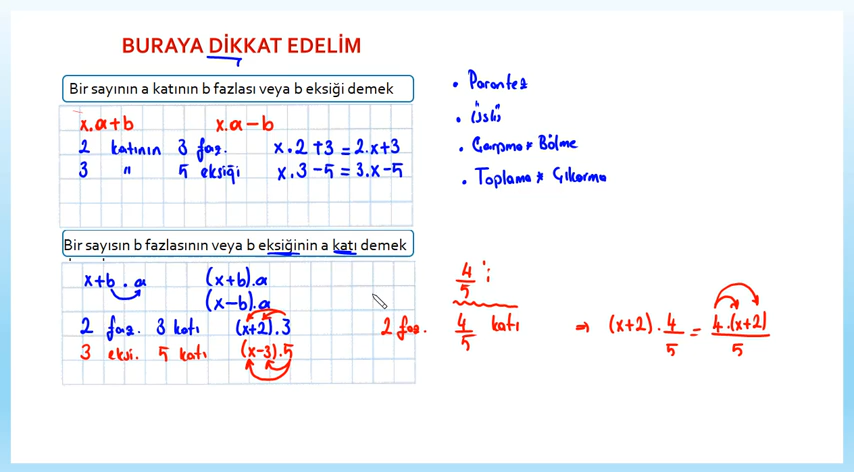 BURAYA DİKKAT EDELİM
Bir sayının a katının b fazlası veya b eksiği demek
x.a+b x.a-b
2 katının 3 faz. x.2+3=2.x+3
3 " 5 eksiği x.3-5=3.x-5
Bir sayısın b fazlasının veya b eksiğinin a katı demek
x+b.a (x+b).a
(x-b).a
2 faz. 3 katı (x+2).3
3 eksi. 5 katı (x-3).5
• Parantez
• Üslü
• Çarpma * Bölme
• Toplama * Çıkarma
4/5 'i
2 faz. 4/5 katı ⇒ (x+2).4/5 = 4.(x+2)/5